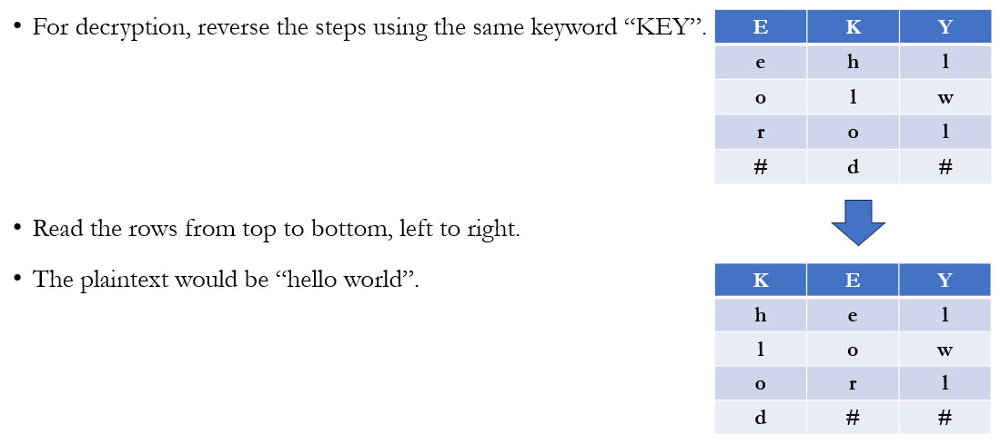 • For decryption, reverse the steps using the same keyword “KEY”.
E K Y
e h l
o l w
r o l
# d #
• Read the rows from top to bottom, left to right.
• The plaintext would be “hello world”.
K E Y
h e l
l o w
o r l
d # #